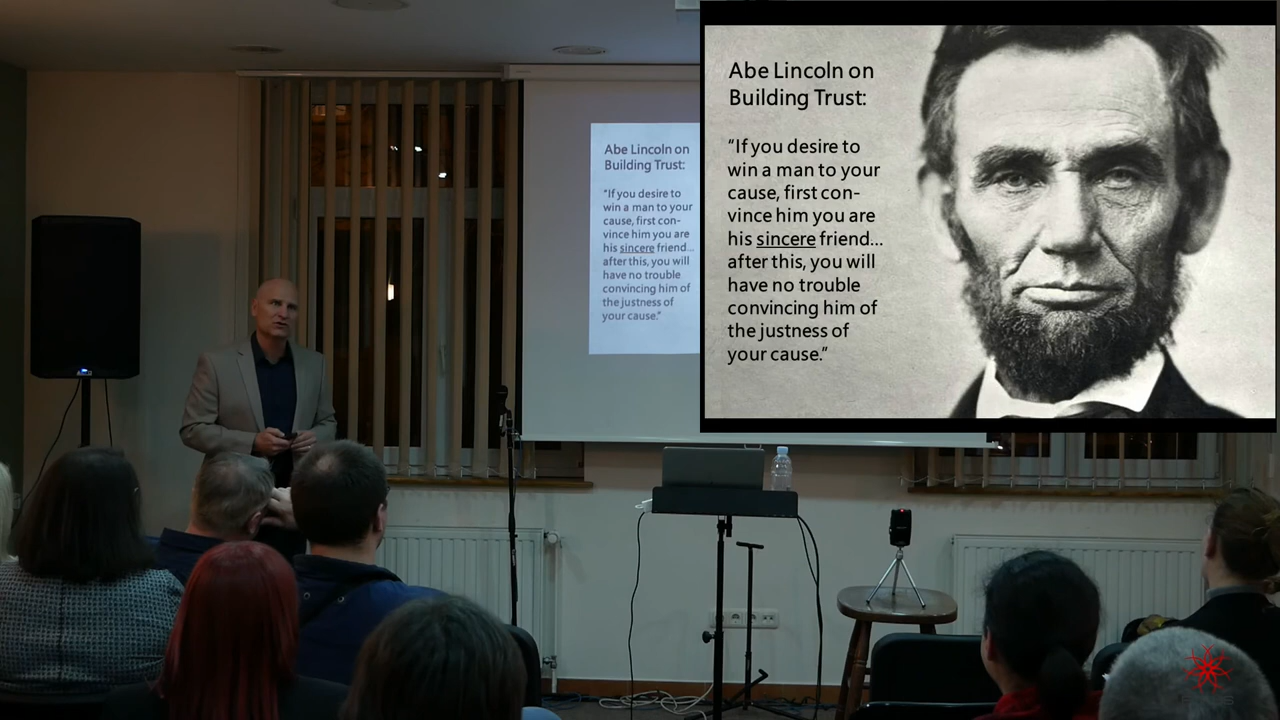 Abe Lincoln on
Building Trust:
“If you desire to
win a man to your
cause, first con-
vince him you are
his sincere friend...
after this, you will
have no trouble
convincing him of
the justness of
your cause.”
Abe Lincoln on
Building Trust:
“If you desire to
win a man to your
cause, first con-
vince him you are
his sincere friend...
after this, you will
have no trouble
convincing him of
the justness of
your cause.”